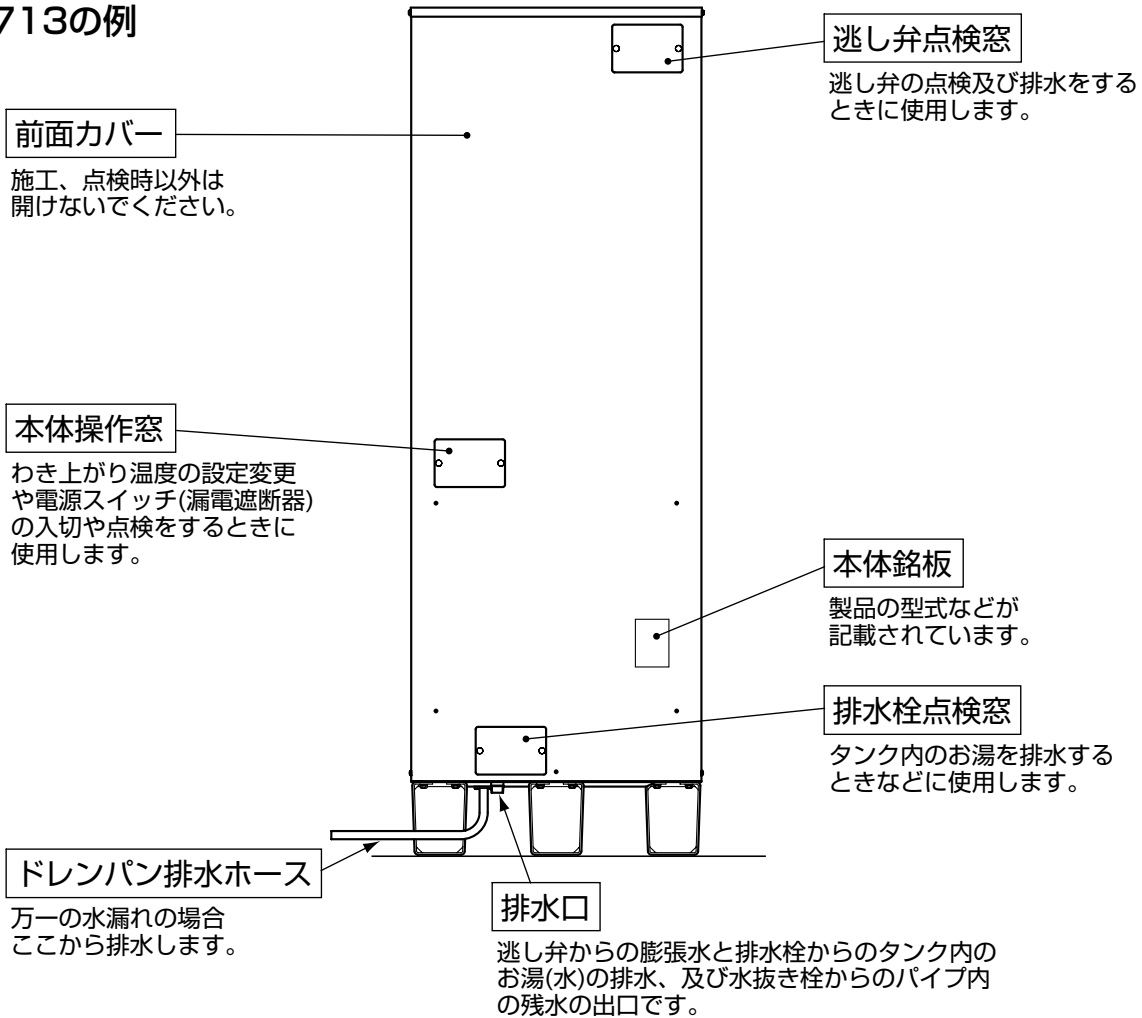 713の例
逃し弁点検窓
逃し弁の点検及び排水をする
ときに使用します。
前面カバー
施工、点検時以外は
開けないでください。
本体操作窓
わき上がり温度の設定変更
や電源スイッチ(漏電遮断器)
の入切や点検をするときに
使用します。
本体銘板
製品の型式などが
記載されています。
排水栓点検窓
タンク内のお湯を排水する
ときなどに使用します。
ドレンパン排水ホース
万一の水漏れの場合
ここから排水します。
排水口
逃し弁からの膨張水と排水栓からのタンク内の
お湯(水)の排水、及び水抜き栓からのパイプ内
の残水の出口です。